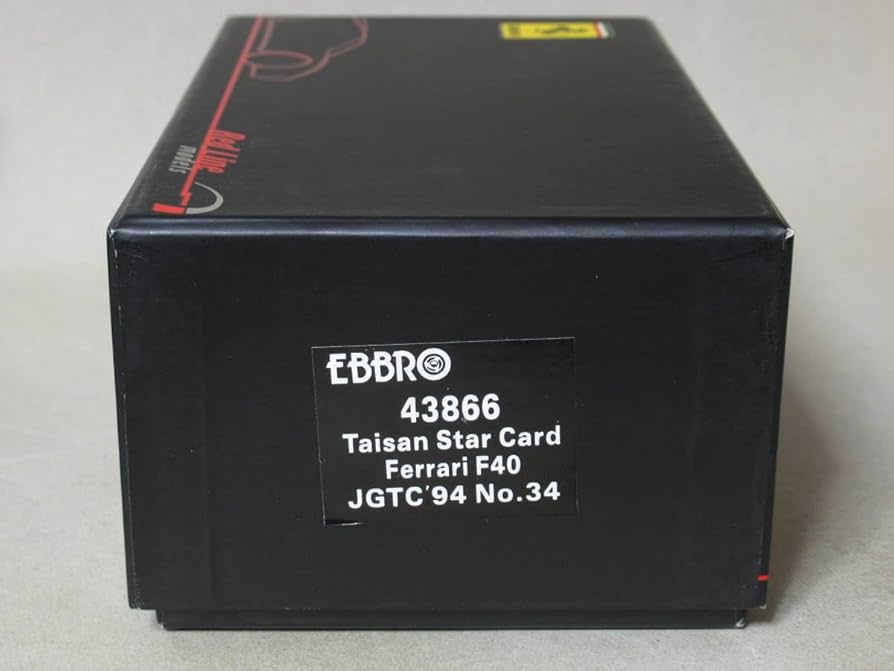 Red Line
models
EBBRO
43866
Taisan Star Card
Ferrari F40
JGTC'94 No.34